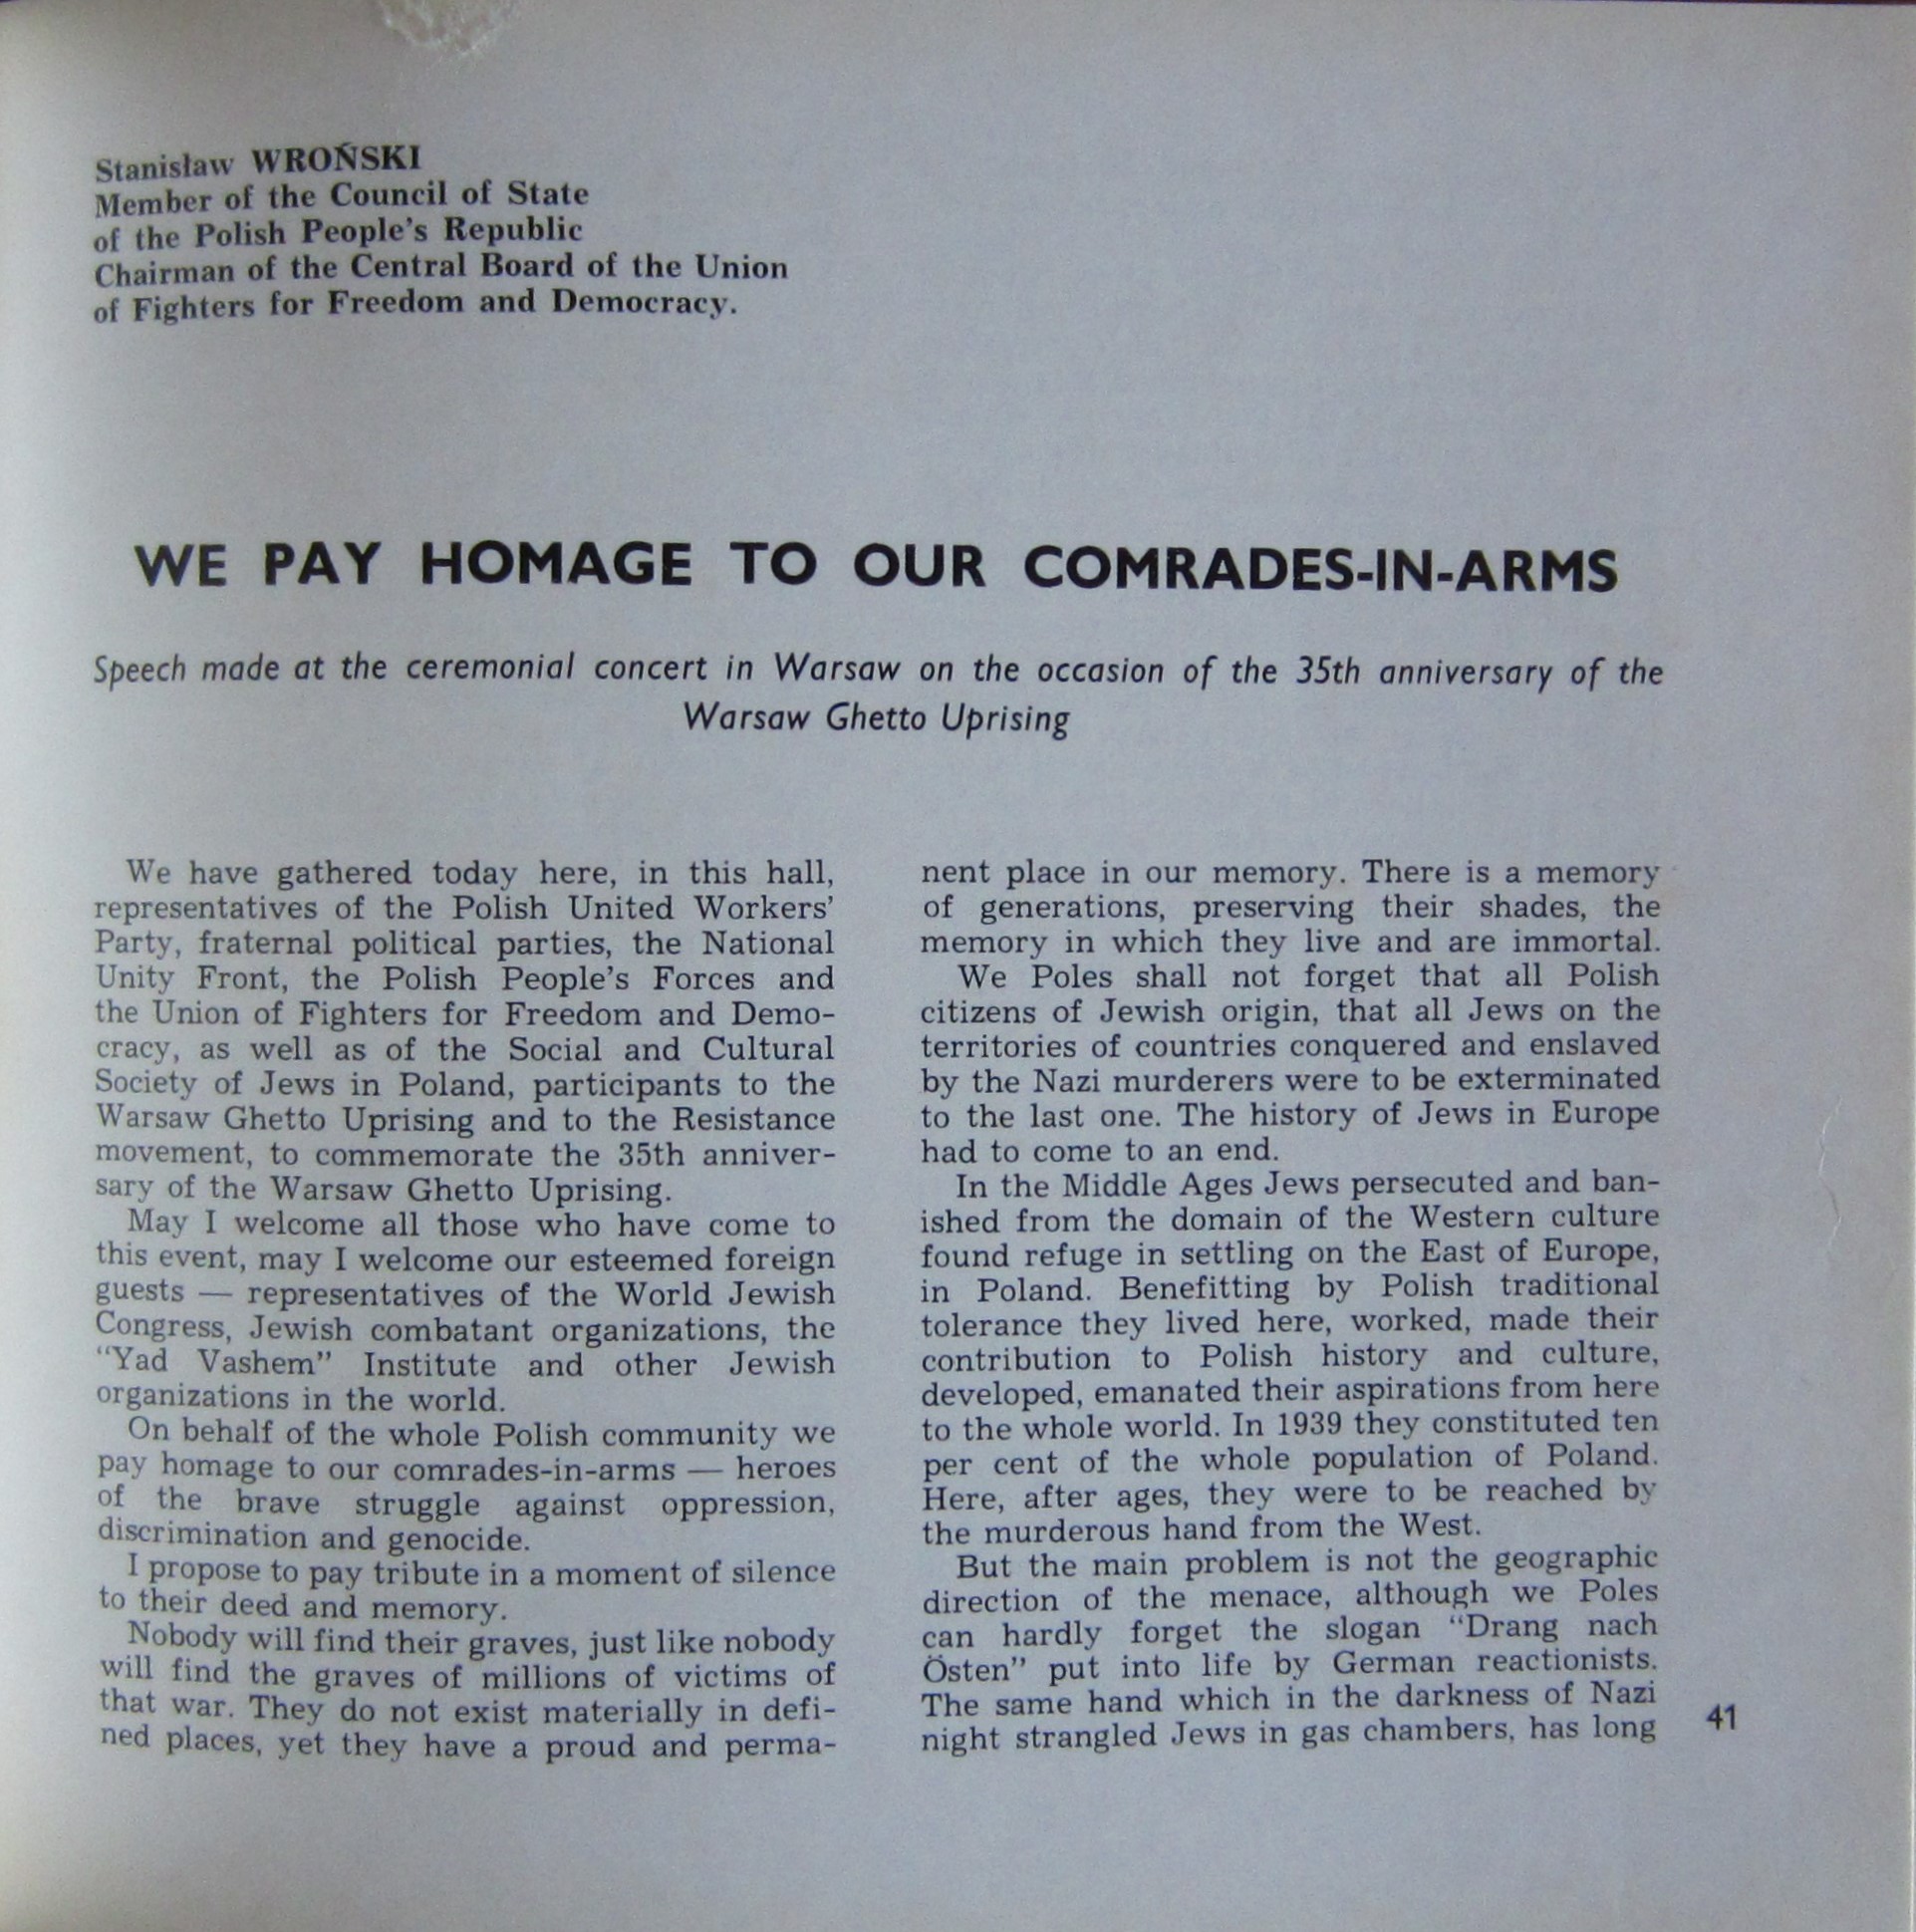 Stanisław WROŃSKI
Member of the Council of State
of the Polish People's Republic
Chairman of the Central Board of the Union
of Fighters for Freedom and Democracy.
WE PAY HOMAGE TO OUR COMRADES-IN-ARMS
Speech made at the ceremonial concert in Warsaw on the occasion of the 35th anniversary of the
Warsaw Ghetto Uprising
We have gathered today here, in this hall,
representatives of the Polish United Workers'
Party, fraternal political parties, the National
Unity Front, the Polish People's Forces and
the Union of Fighters for Freedom and Demo-
cracy, as well as of the Social and Cultural
Society of Jews in Poland, participants to the
Warsaw Ghetto Uprising and to the Resistance
movement, to commemorate the 35th anniver-
sary of the Warsaw Ghetto Uprising.
May I welcome all those who have come to
this event, may I welcome our esteemed foreign
guests — representatives of the World Jewish
Congress, Jewish combatant organizations, the
"Yad Vashem" Institute and other Jewish
organizations in the world.
On behalf of the whole Polish community we
pay homage to our comrades-in-arms — heroes
of the brave struggle against oppression,
discrimination and genocide.
I propose to pay tribute in a moment of silence
to their deed and memory.
Nobody will find their graves, just like nobody
will find the graves of millions of victims of
that war. They do not exist materially in defi-
ned places, yet they have a proud and perma-
nent place in our memory. There is a memory
of generations, preserving their shades, the
memory in which they live and are immortal.
We Poles shall not forget that all Polish
citizens of Jewish origin, that all Jews on the
territories of countries conquered and enslaved
by the Nazi murderers were to be exterminated
to the last one. The history of Jews in Europe
had to come to an end.
In the Middle Ages Jews persecuted and ban-
ished from the domain of the Western culture
found refuge in settling on the East of Europe,
in Poland. Benefitting by Polish traditional
tolerance they lived here, worked, made their
contribution to Polish history and culture,
developed, emanated their aspirations from here
to the whole world. In 1939 they constituted ten
per cent of the whole population of Poland.
Here, after ages, they were to be reached by
the murderous hand from the West.
But the main problem is not the geographic
direction of the menace, although we Poles
can hardly forget the slogan "Drang nach
Östen" put into life by German reactionists.
The same hand which in the darkness of Nazi
night strangled Jews in gas chambers, has long
41